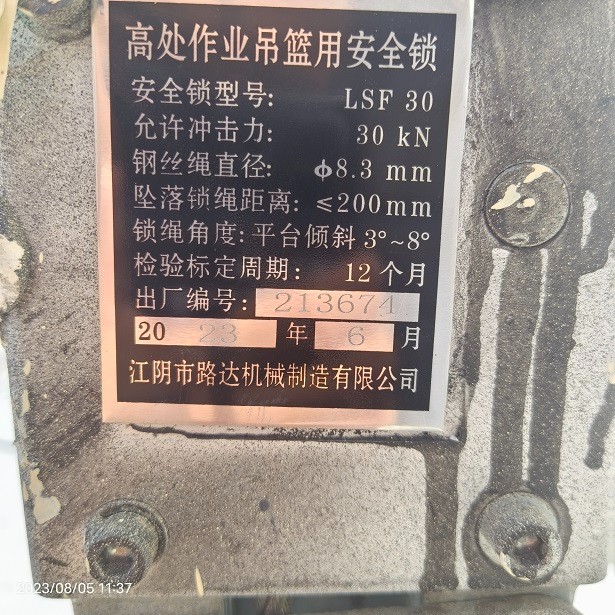 高处作业吊篮用安全锁
安全锁型号: LSF 30
允许冲击力: 30 kN
钢丝绳直径: ϕ8.3 mm
坠落锁绳距离: ≤200mm
锁绳角度: 平台倾斜 3°~8°
检验标定周期: 12 个月
出厂编号: 213674
20 23 年 6 月
江阴市路达机械制造有限公司
2023/08/05 11:37